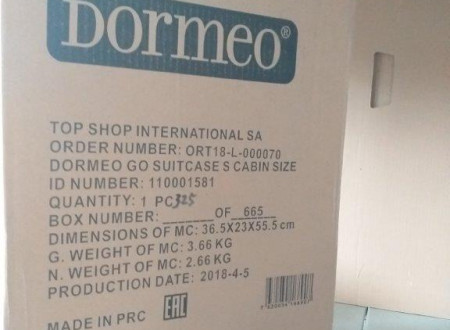 Dormeo®
TOP SHOP INTERNATIONAL SA
ORDER NUMBER: ORT18-L-000070
DORMEO GO SUITCASE S CABIN SIZE
ID NUMBER: 110001581
QUANTITY: 1 PC
BOX NUMBER: 325 OF 665
DIMENSIONS OF MC: 36.5X23X55.5 cm
G. WEIGHT OF MC: 3.66 KG
N. WEIGHT OF MC: 2.66 KG
PRODUCTION DATE: 2018-4-5
MADE IN PRC EAC